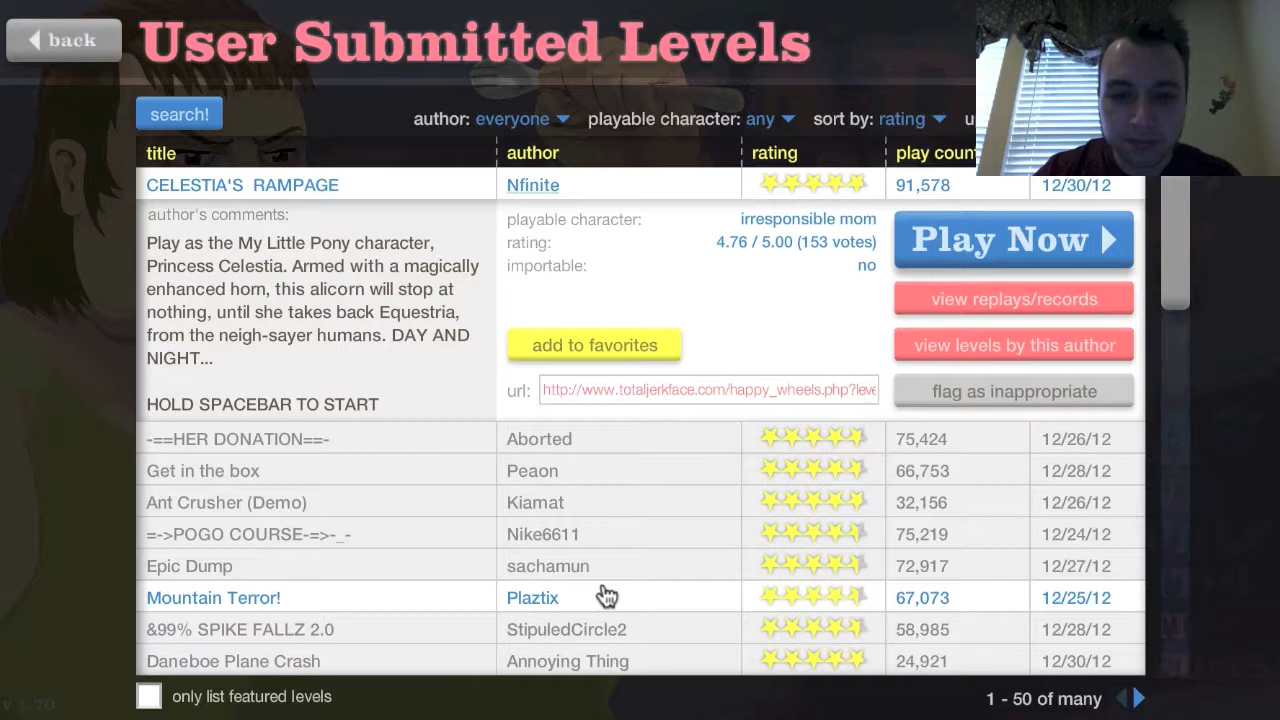 back
User Submitted Levels
search!
author: everyone playable character: any sort by: rating
title author rating play coun
CELESTIA'S RAMPAGE Nfinite 91,578 12/30/12
author's comments:
Play as the My Little Pony character,
Princess Celestia. Armed with a magically
enhanced horn, this alicorn will stop at
nothing, until she takes back Equestria,
from the neigh-sayer humans. DAY AND
NIGHT...
HOLD SPACEBAR TO START
playable character: irresponsible mom
rating: 4.76 / 5.00 (153 votes)
importable: no
add to favorites
url: http://www.totaljerkface.com/happy_wheels.php?leve
Play Now
view replays/records
view levels by this author
flag as inappropriate
-==HER DONATION==- Aborted 75,424 12/26/12
Get in the box Peaon 66,753 12/28/12
Ant Crusher (Demo) Kiamat 32,156 12/26/12
=->POGO COURSE-=>-_- Nike6611 75,219 12/24/12
Epic Dump sachamun 72,917 12/27/12
Mountain Terror! Plaztix 67,073 12/25/12
&99% SPIKE FALLZ 2.0 StipuledCircle2 58,985 12/28/12
Daneboe Plane Crash Annoying Thing 24,921 12/30/12
only list featured levels
1 - 50 of many